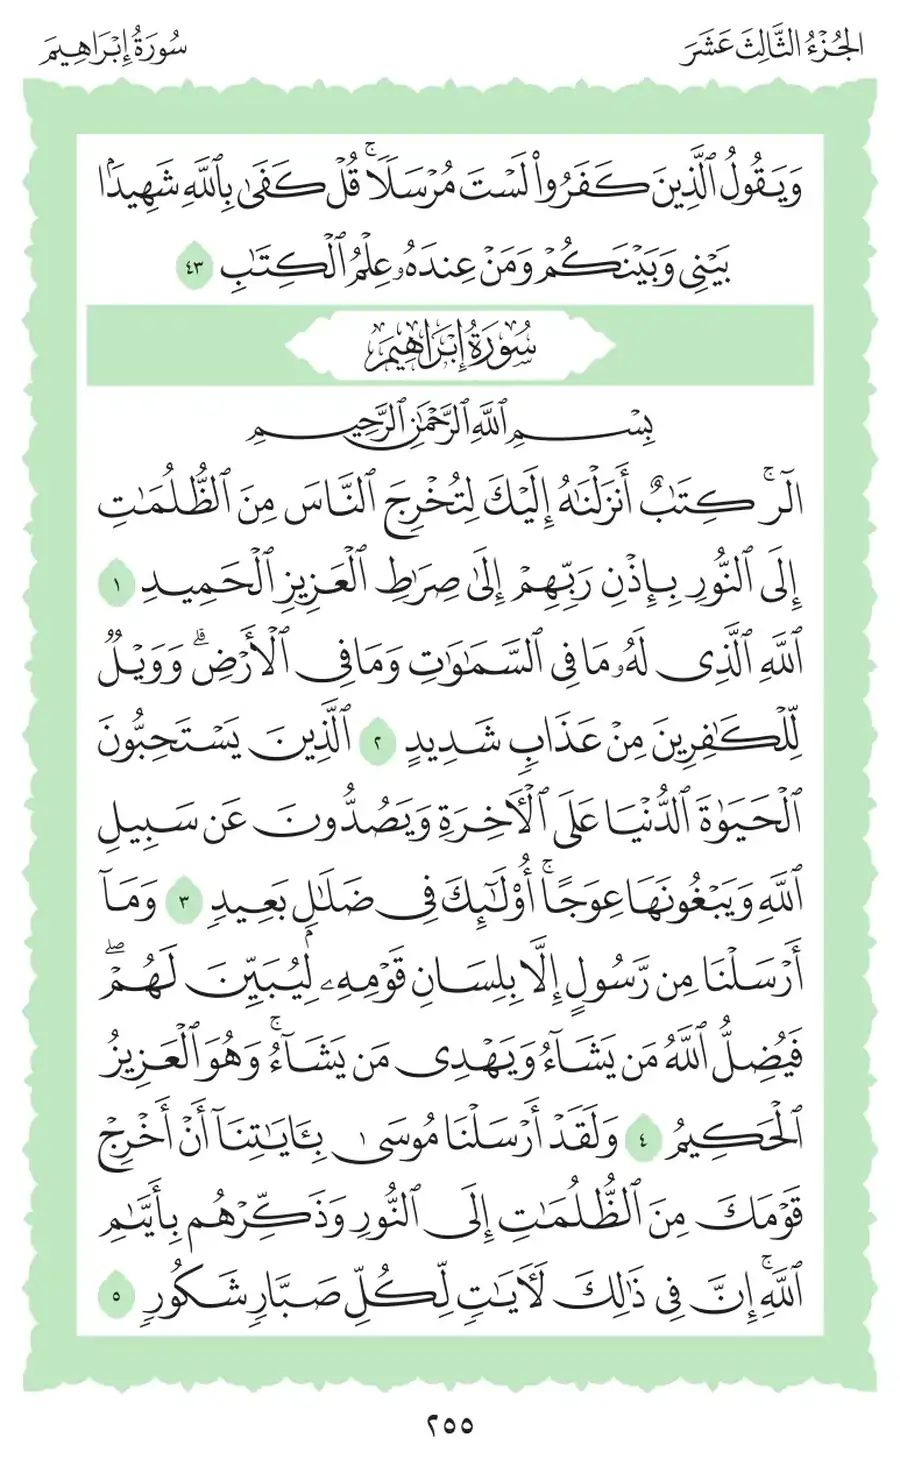 الجُزْءُ الثَّالِثَ عَشَرَ
سُورَةُ إِبْرَاهِيمَ
وَيَقُولُ ٱلَّذِينَ كَفَرُواْ لَسْتَ مُرْسَلًاۚ قُلْ كَفَىٰ بِٱللَّهِ شَهِيدَۢا
بَيْنِى وَبَيْنَكُمْ وَمَنْ عِندَهُۥ عِلْمُ ٱلْكِتَٰبِ ٤٣
سُورَةُ إِبْرَاهِيمَ
بِسْمِ ٱللَّهِ ٱلرَّحْمَٰنِ ٱلرَّحِيمِ
الٓرۚ كِتَٰبٌ أَنزَلْنَٰهُ إِلَيْكَ لِتُخْرِجَ ٱلنَّاسَ مِنَ ٱلظُّلُمَٰتِ
إِلَى ٱلنُّورِ بِإِذْنِ رَبِّهِمْ إِلَىٰ صِرَٰطِ ٱلْعَزِيزِ ٱلْحَمِيدِ ١
ٱللَّهِ ٱلَّذِى لَهُۥ مَا فِى ٱلسَّمَٰوَٰتِ وَمَا فِى ٱلْأَرْضِۗ وَوَيْلٌ
لِّلْكَٰفِرِينَ مِنْ عَذَابٍ شَدِيدٍ ٢ ٱلَّذِينَ يَسْتَحِبُّونَ
ٱلْحَيَوٰةَ ٱلدُّنْيَا عَلَى ٱلْأٓخِرَةِ وَيَصُدُّونَ عَن سَبِيلِ
ٱللَّهِ وَيَبْغُونَهَا عِوَجًاۚ أُوْلَٰٓئِكَ فِى ضَلَٰلِۭ بَعِيدٍ ٣ وَمَآ
أَرْسَلْنَا مِن رَّسُولٍ إِلَّا بِلِسَانِ قَوْمِهِۦ لِيُبَيِّنَ لَهُمْۖ
فَيُضِلُّ ٱللَّهُ مَن يَشَآءُ وَيَهْدِى مَن يَشَآءُۚ وَهُوَ ٱلْعَزِيزُ
ٱلْحَكِيمُ ٤ وَلَقَدْ أَرْسَلْنَا مُوسَىٰ بِـَٔايَٰتِنَآ أَنْ أَخْرِجْ
قَوْمَكَ مِنَ ٱلظُّلُمَٰتِ إِلَى ٱلنُّورِ وَذَكِّرْهُم بِأَيَّىٰمِ
ٱللَّهِۚ إِنَّ فِى ذَٰلِكَ لَأٓيَٰتٍ لِّكُلِّ صَبَّارٍ شَكُورٍ ٥
٢٥٥